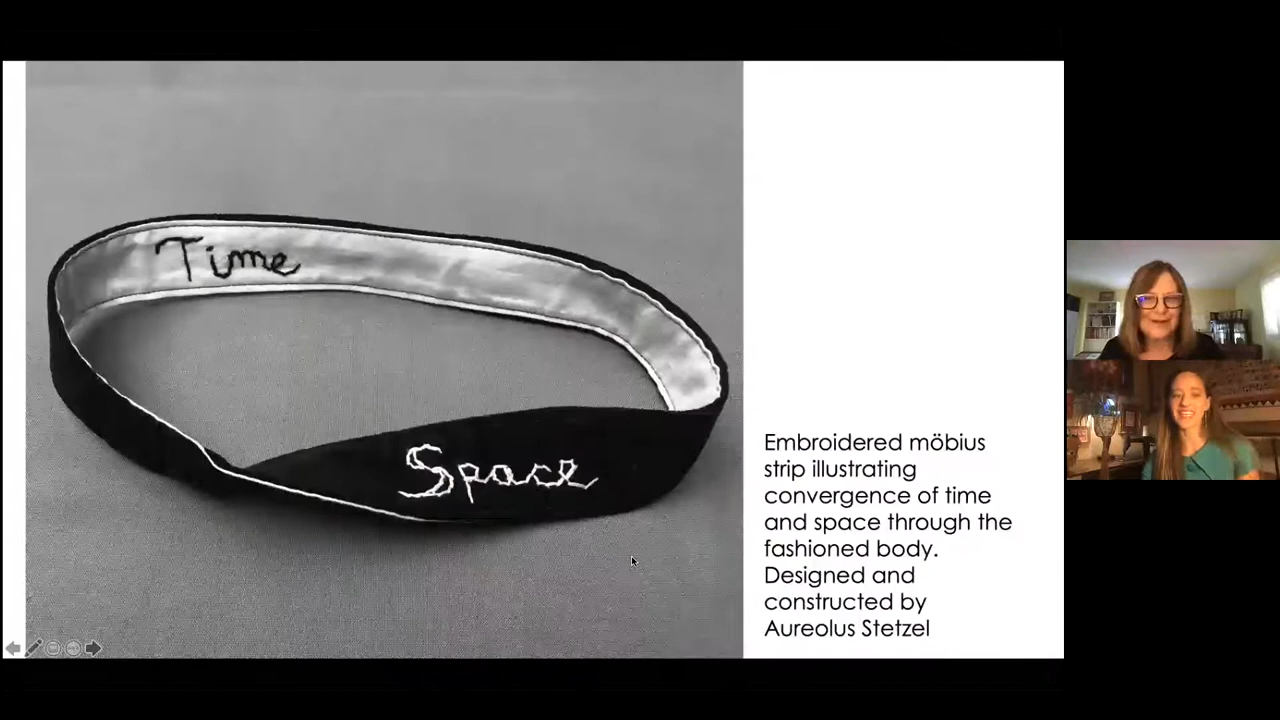 Time
Space
Embroidered möbius
strip illustrating
convergence of time
and space through the
fashioned body.
Designed and
constructed by
Aureolus Stetzel